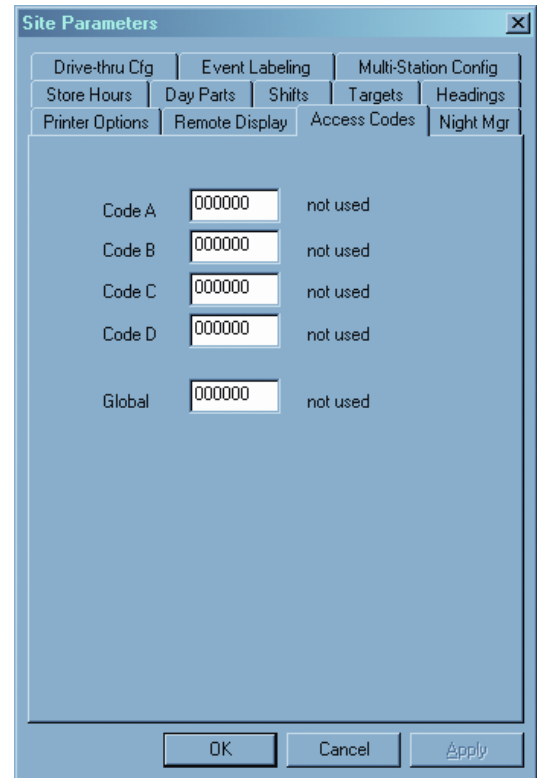 Site Parameters
Drive-thru Cfg Event Labeling Multi-Station Config
Store Hours Day Parts Shifts Targets Headings
Printer Options Remote Display Access Codes Night Mgr
Code A 000000 not used
Code B 000000 not used
Code C 000000 not used
Code D 000000 not used
Global 000000 not used
OK Cancel Apply